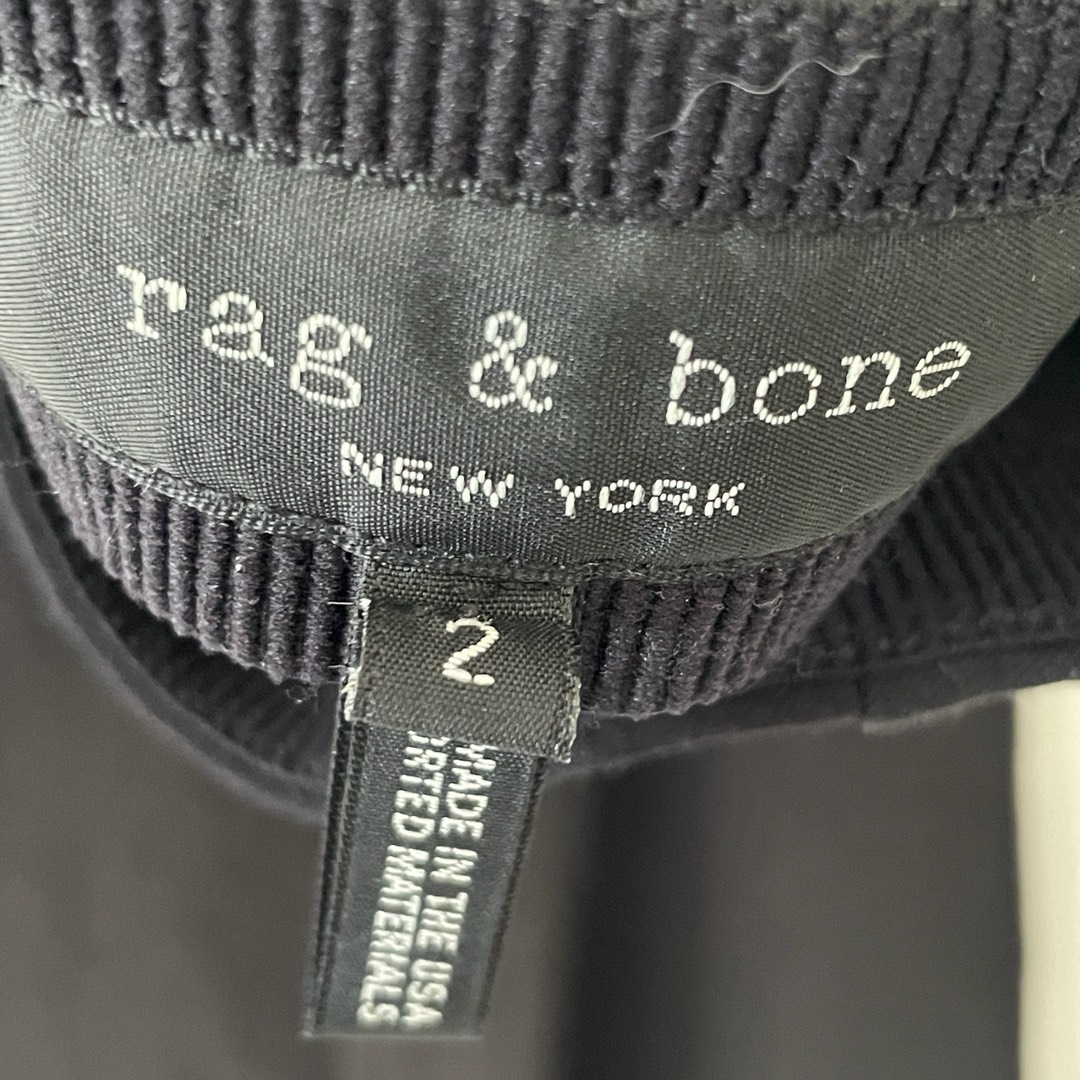 rag & bone
NEW YORK
2
MADE IN THE USA
MATERIALS